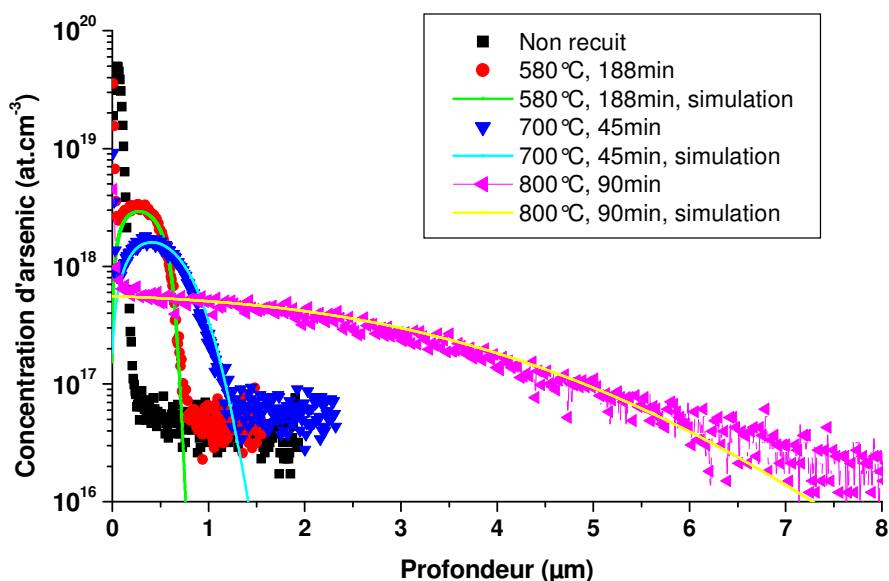 Non recuit
580°C, 188min
580°C, 188min, simulation
700°C, 45min
700°C, 45min, simulation
800°C, 90min
800°C, 90min, simulation
Concentration d'arsenic (at.cm⁻³)
10²⁰
10¹⁹
10¹⁸
10¹⁷
10¹⁶
0 1 2 3 4 5 6 7 8
Profondeur (µm)